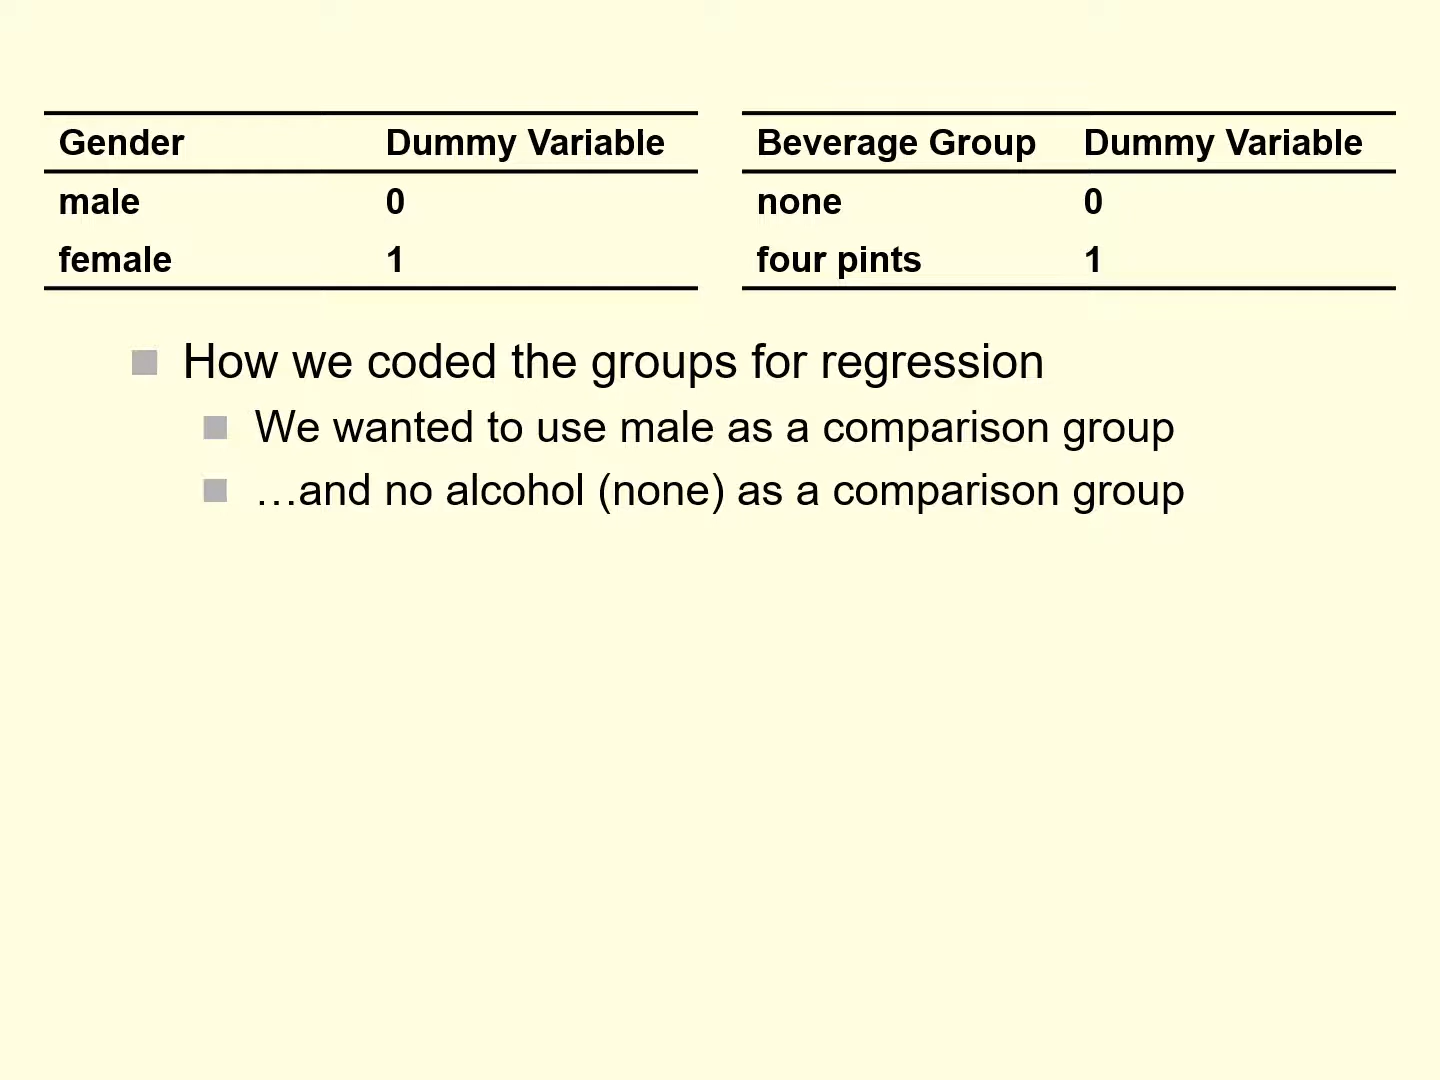 Gender Dummy Variable
male 0
female 1
Beverage Group Dummy Variable
none 0
four pints 1
How we coded the groups for regression
We wanted to use male as a comparison group
…and no alcohol (none) as a comparison group